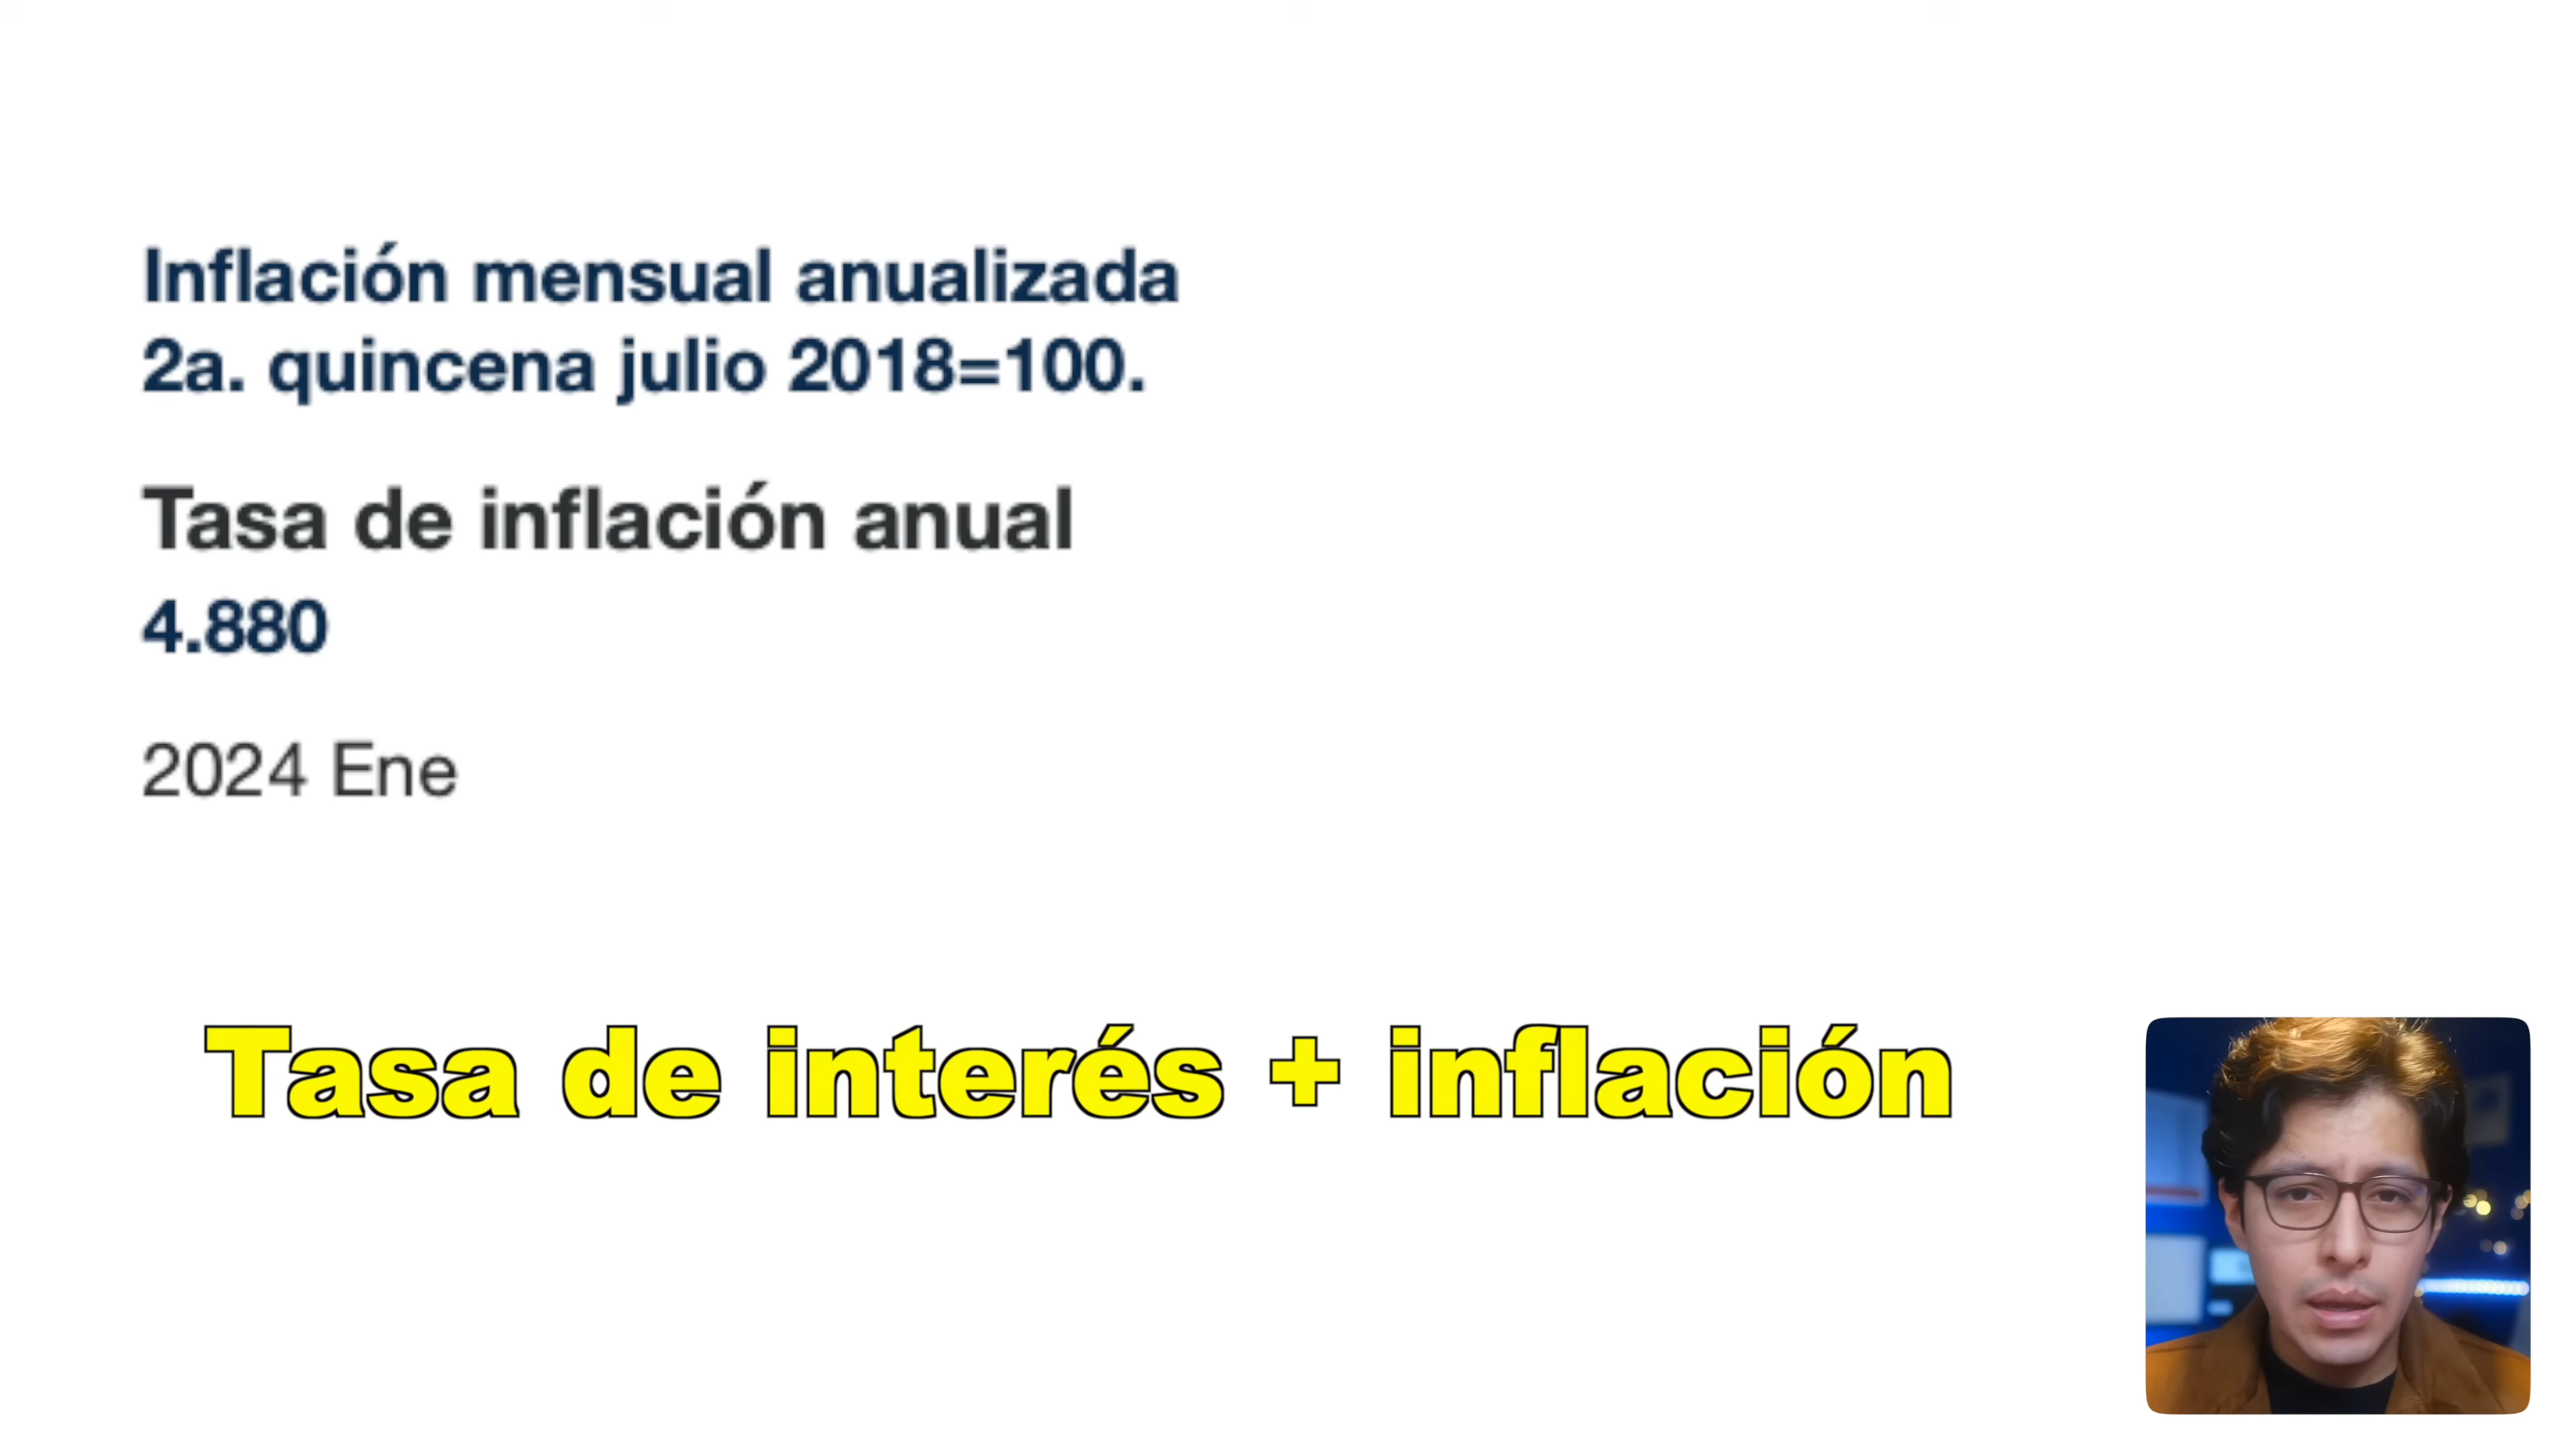 Inflación mensual anualizada
2a. quincena julio 2018=100.
Tasa de inflación anual
4.880
2024 Ene
Tasa de interés + inflación